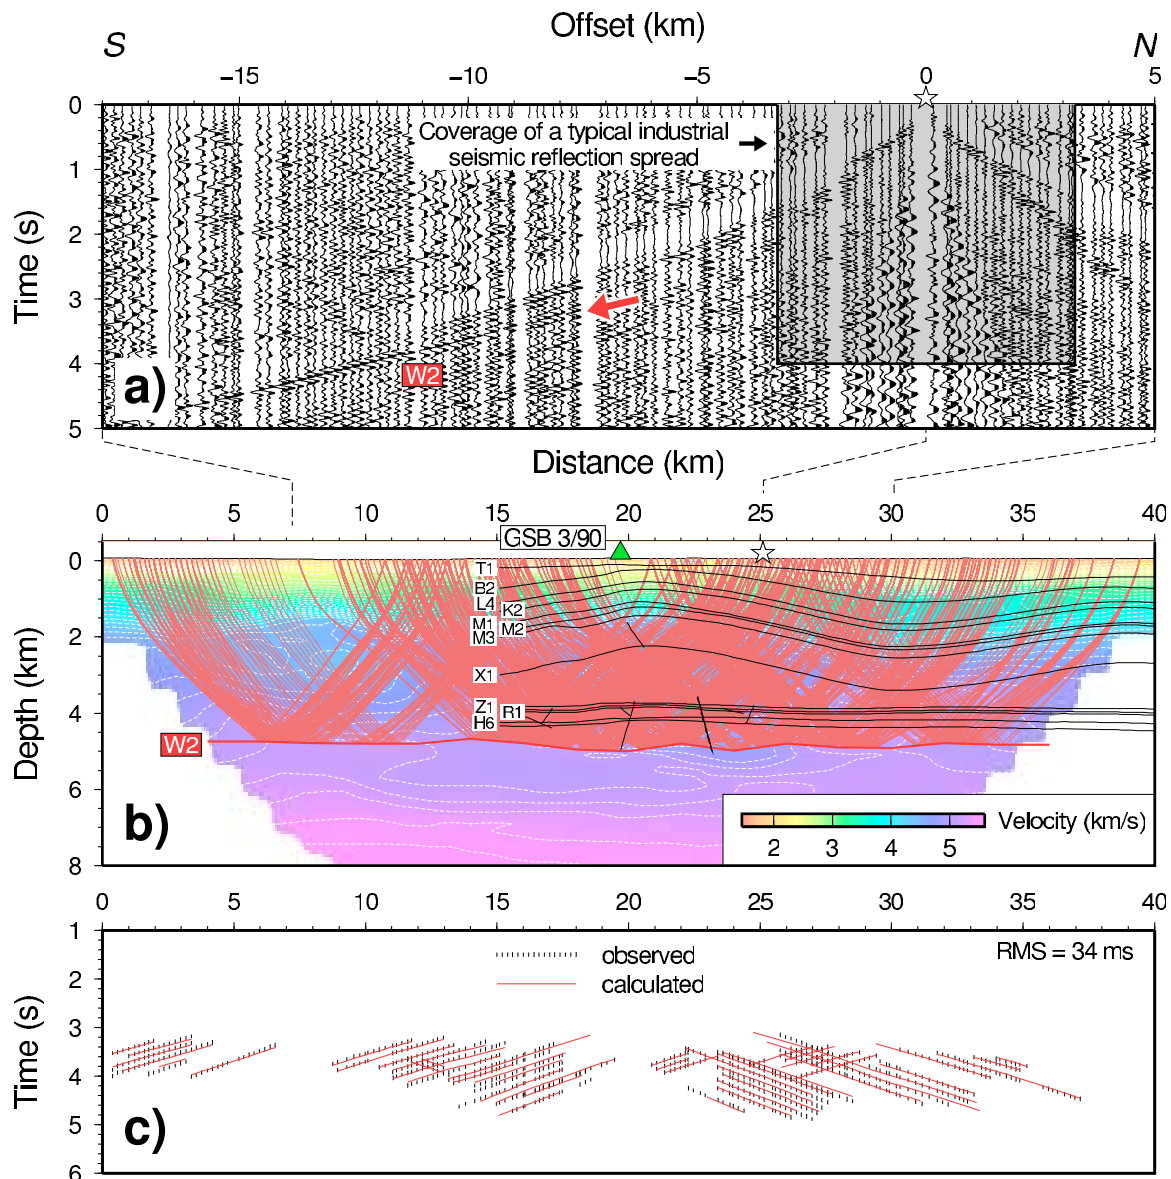 Offset (km)
S
N
−15 −10 −5 0 5
Coverage of a typical industrial
seismic reflection spread
Time (s)
0
1
2
3
4
5
W2
a)
Distance (km)
0 5 10 15 20 25 30 35 40
GSB 3/90
T1
B2
L4
K2
M1
M2
M3
X1
Z1
R1
H6
W2
Depth (km)
0
2
4
6
8
b)
Velocity (km/s)
2 3 4 5
0 5 10 15 20 25 30 35 40
Time (s)
1
2
3
4
5
6
observed
calculated
RMS = 34 ms
c)